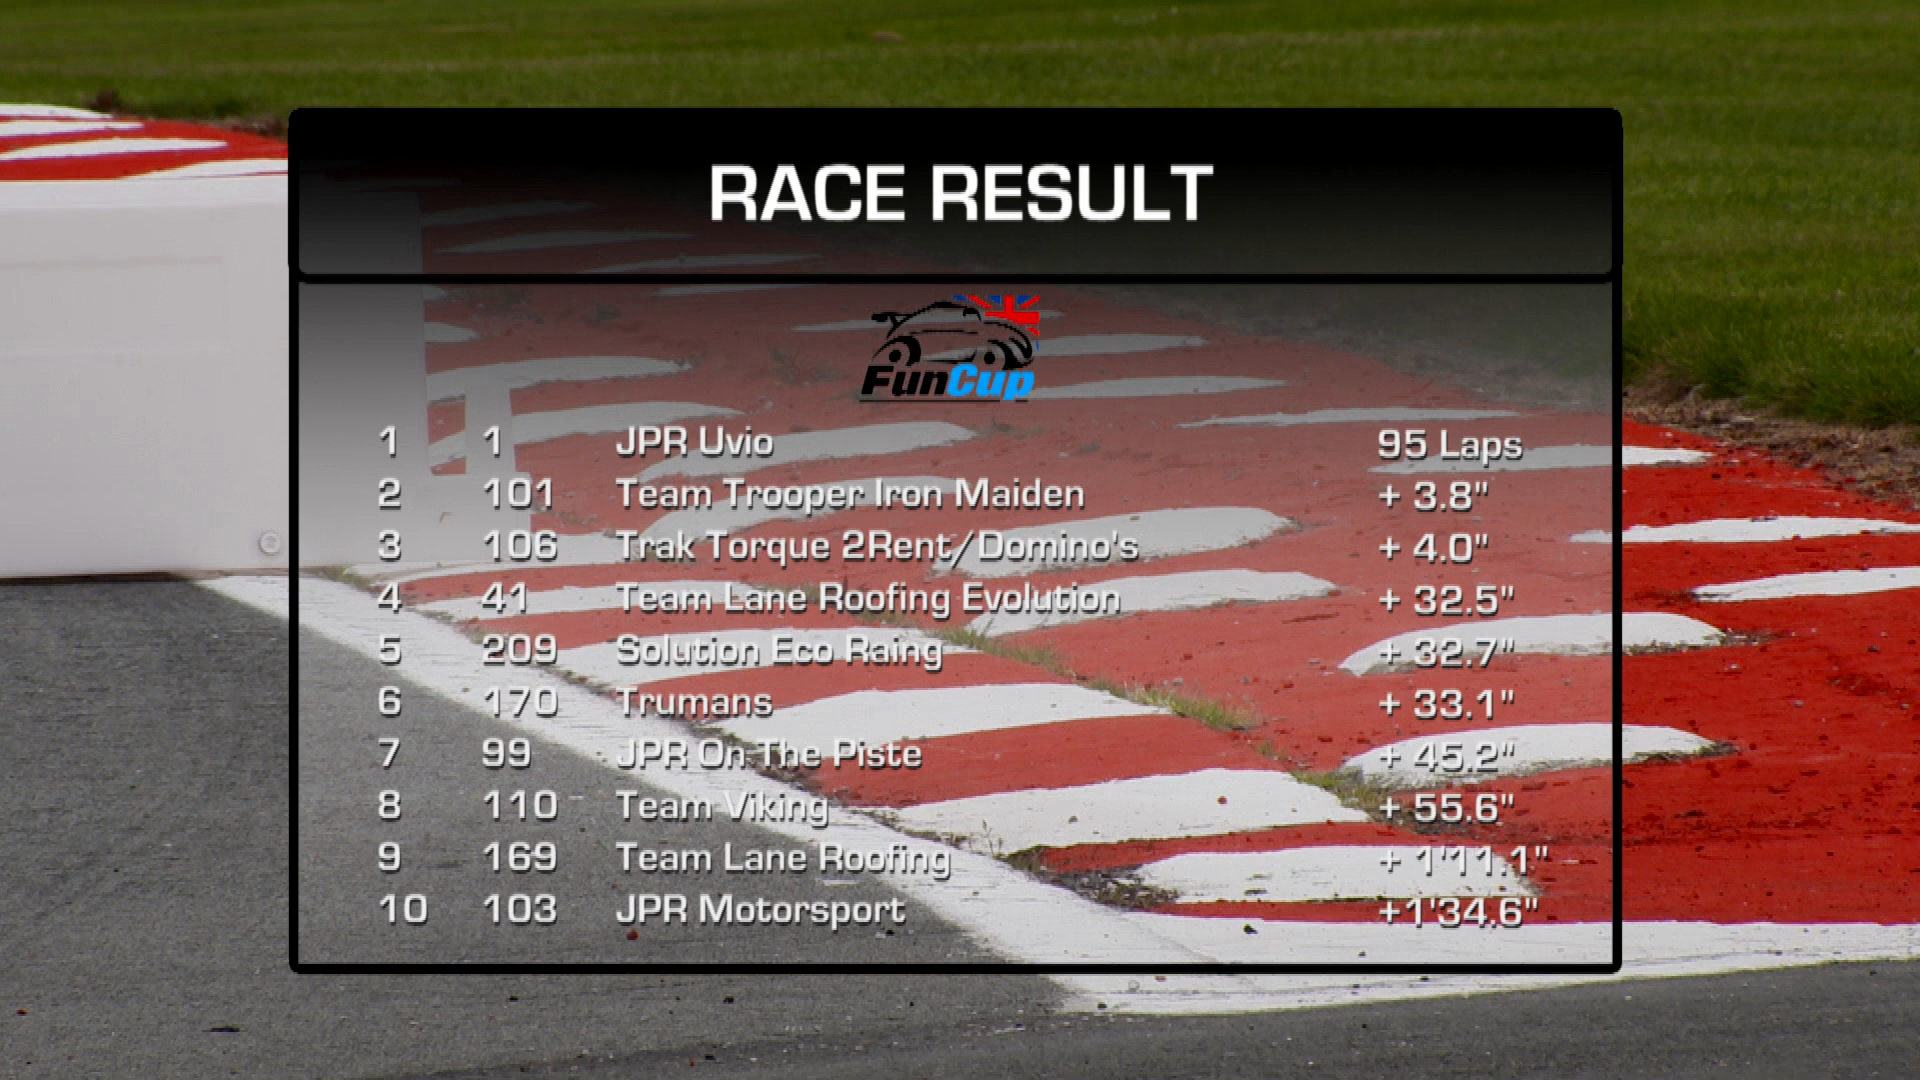 RACE RESULT
FunCup
1 1 JPR Uvio 95 Laps
2 101 Team Trooper Iron Maiden + 3.8"
3 106 Trak Torque 2Rent/Domino's + 4.0"
4 41 Team Lane Roofing Evolution + 32.5"
5 209 Solution Eco Raing + 32.7"
6 170 Trumans + 33.1"
7 99 JPR On The Piste + 45.2"
8 110 Team Viking + 55.6"
9 169 Team Lane Roofing + 1'11.1"
10 103 JPR Motorsport +1'34.6"